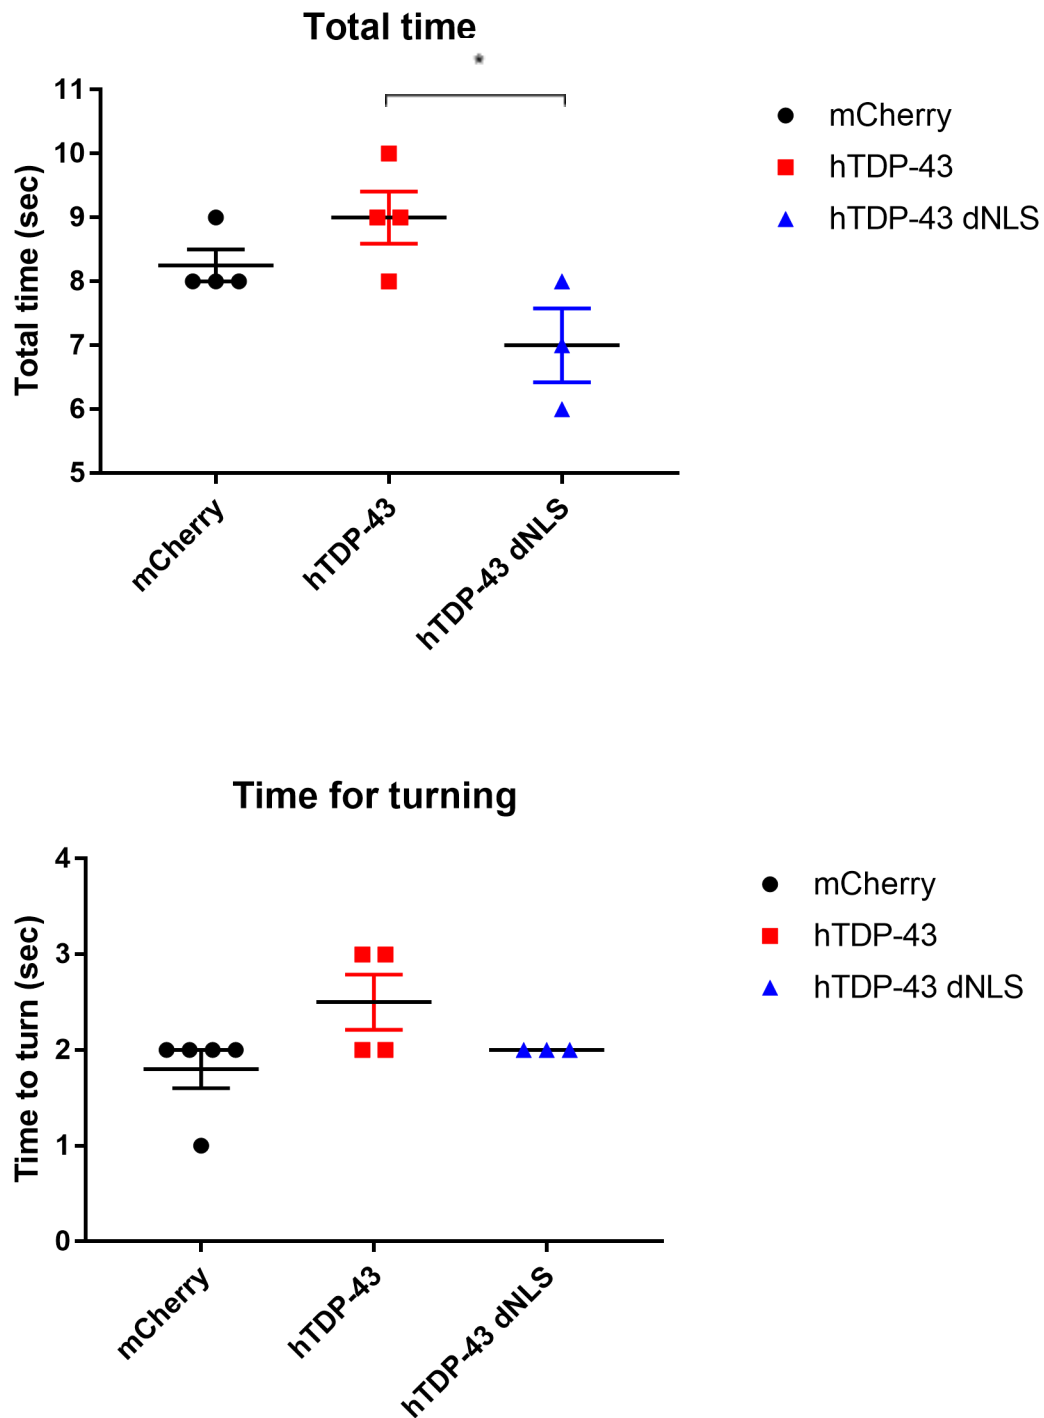 Total time
*
11
10
9
8
7
6
5
Total time (sec)
mCherry
hTDP-43
hTDP-43 dNLS
mCherry
hTDP-43
hTDP-43 dNLS
Time for turning
4
3
2
1
0
Time to turn (sec)
mCherry
hTDP-43
hTDP-43 dNLS
mCherry
hTDP-43
hTDP-43 dNLS